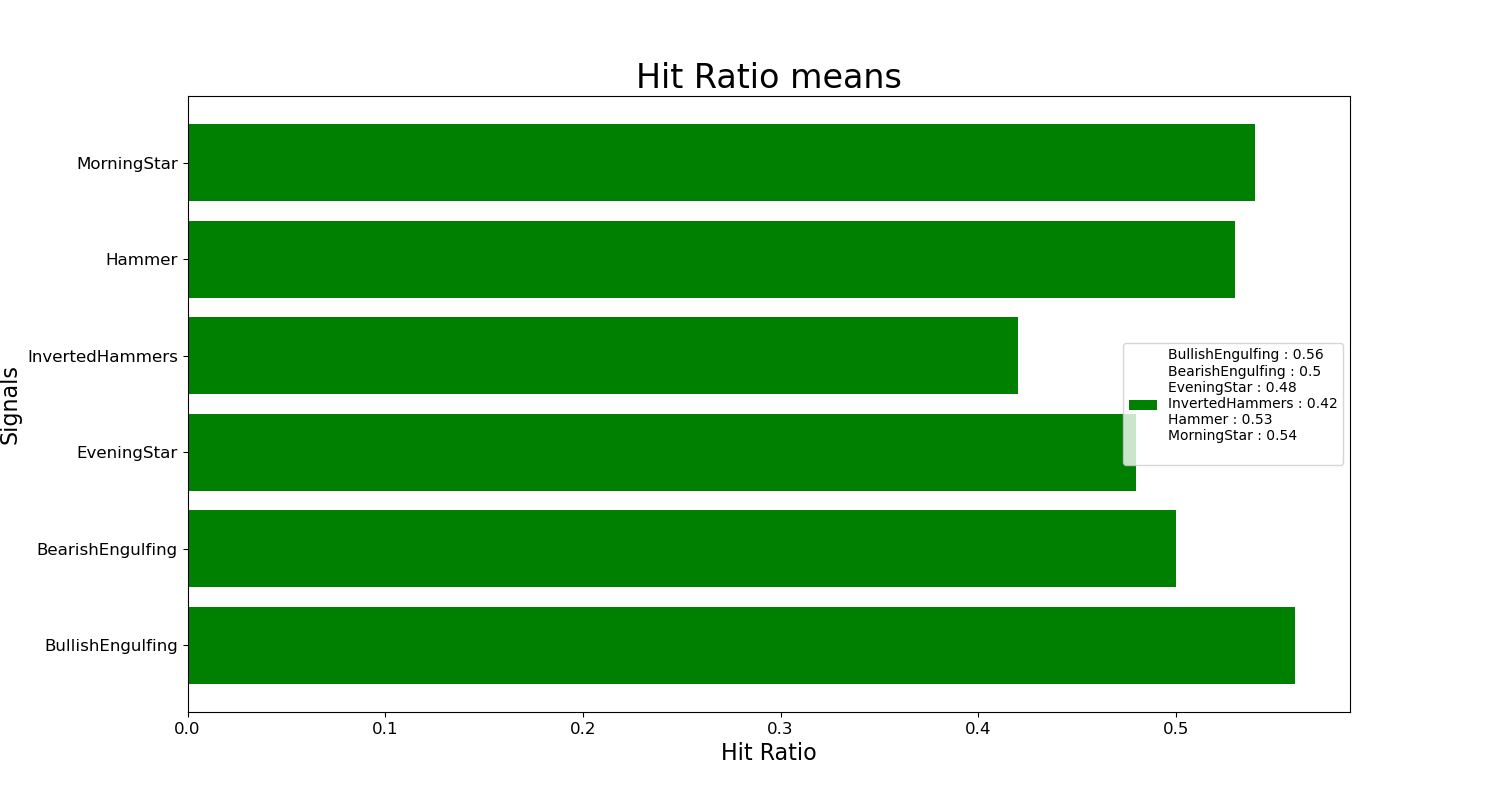 Hit Ratio means
MorningStar
Hammer
InvertedHammers
EveningStar
BearishEngulfing
BullishEngulfing
Signals
BullishEngulfing : 0.56
BearishEngulfing : 0.5
EveningStar : 0.48
InvertedHammers : 0.42
Hammer : 0.53
MorningStar : 0.54
0.0 0.1 0.2 0.3 0.4 0.5
Hit Ratio